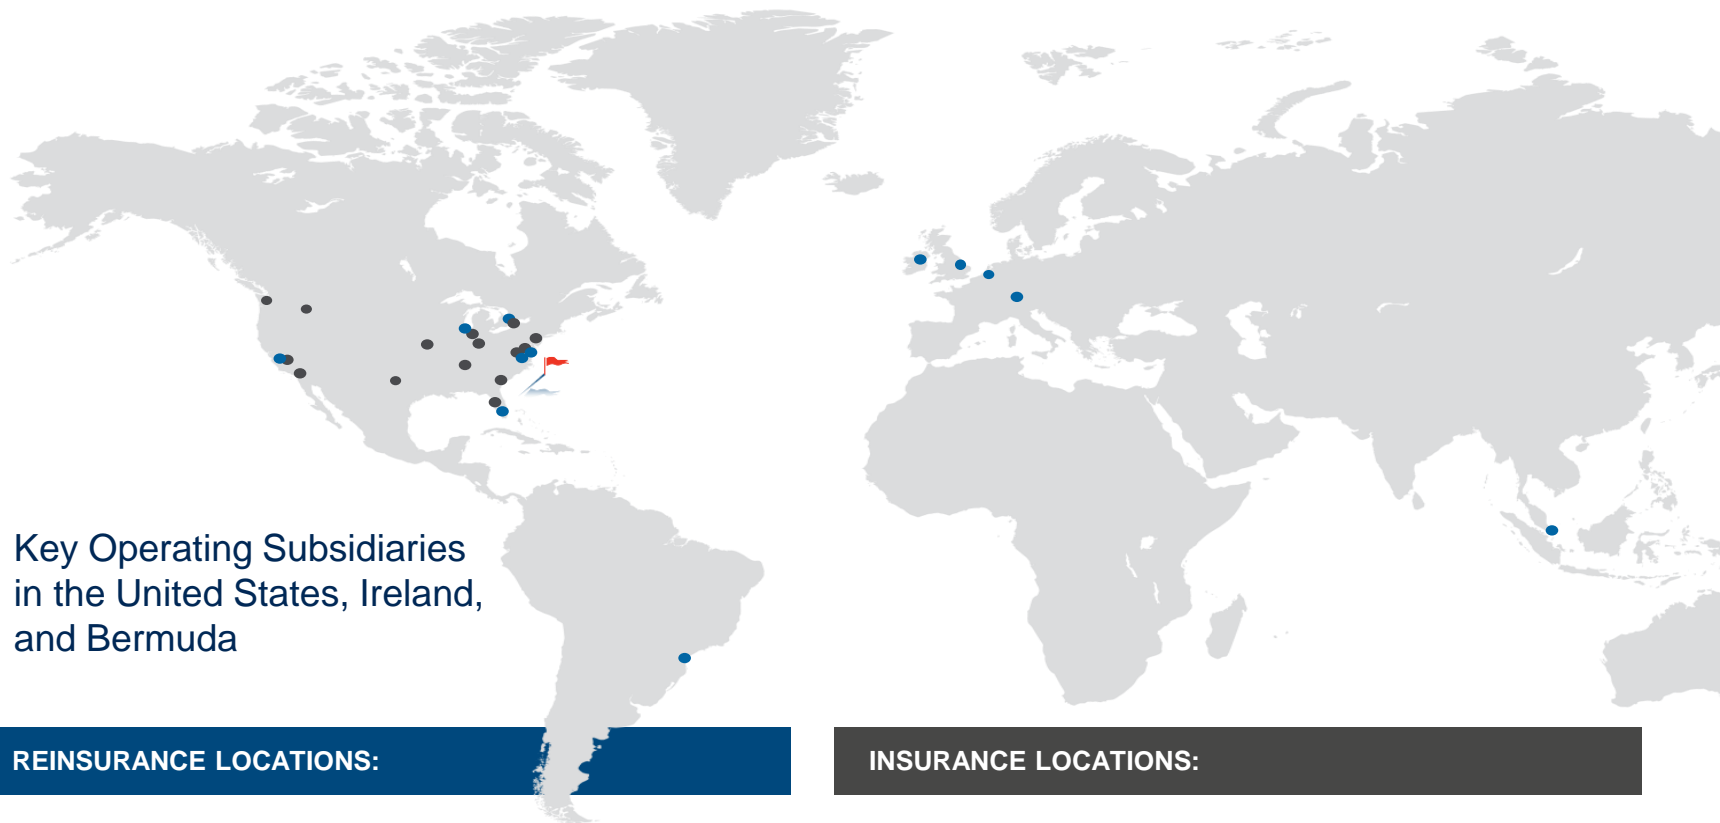 Key Operating Subsidiaries
in the United States, Ireland,
and Bermuda
REINSURANCE LOCATIONS:
INSURANCE LOCATIONS: